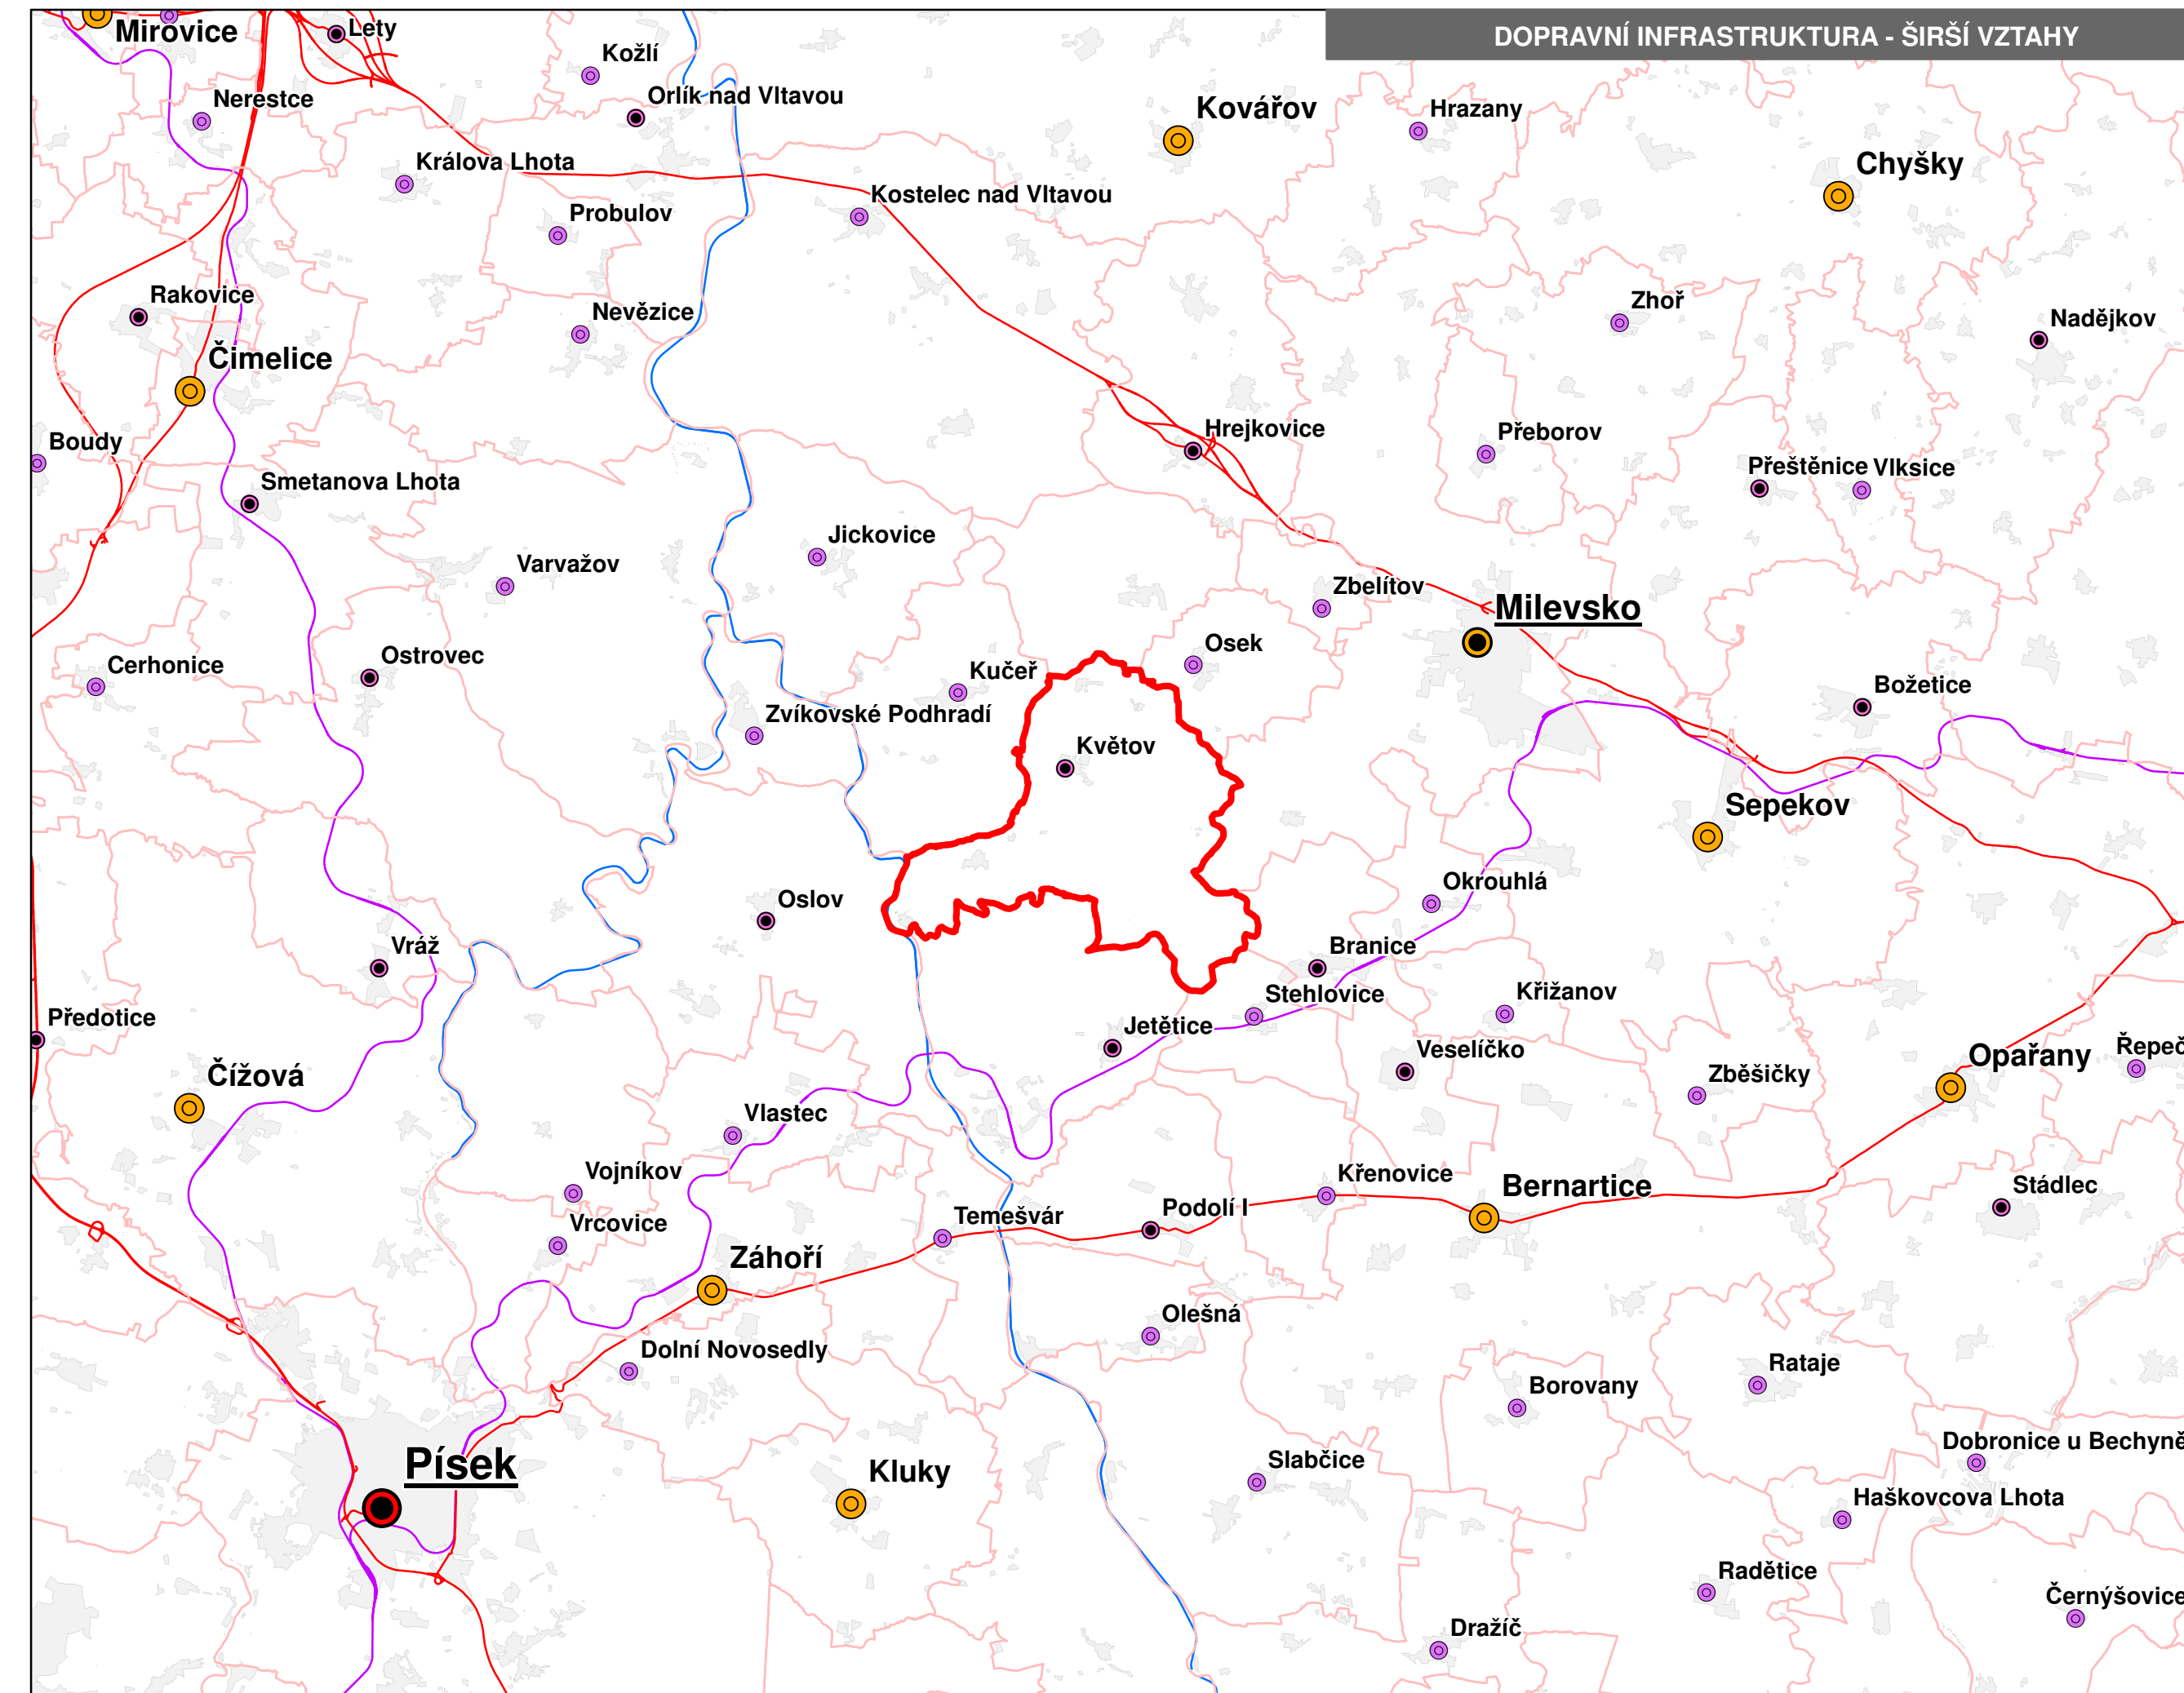 DOPRAVNÍ INFRASTRUKTURA - ŠIRŠÍ VZTAHY
Mirovice
Lety
Kožlí
Nerestce
Orlík nad Vltavou
Kovářov
Hrazany
Králova Lhota
Chyšky
Kostelec nad Vltavou
Probulov
Rakovice
Nevězice
Zhoř
Nadějkov
Čimelice
Boudy
Hrejkovice
Přeborov
Přeštěnice
Vlksice
Smetanova Lhota
Jickovice
Varvažov
Zbelítov
Milevsko
Cerhonice
Ostrovec
Kučeř
Osek
Božetice
Zvíkovské Podhradí
Květov
Sepekov
Oslov
Okrouhlá
Vráž
Branice
Předotice
Stehlovice
Křižanov
Jetětice
Veselíčko
Opařany
Řepeč
Čížová
Zběšičky
Vlastec
Vojníkov
Křenovice
Bernartice
Stádlec
Vrcovice
Temešvár
Podolí I
Záhoří
Olešná
Dolní Novosedly
Rataje
Borovany
Písek
Kluky
Slabčice
Dobronice u Bechyně
Haškovcova Lhota
Radětice
Černýšovice
Dražíč